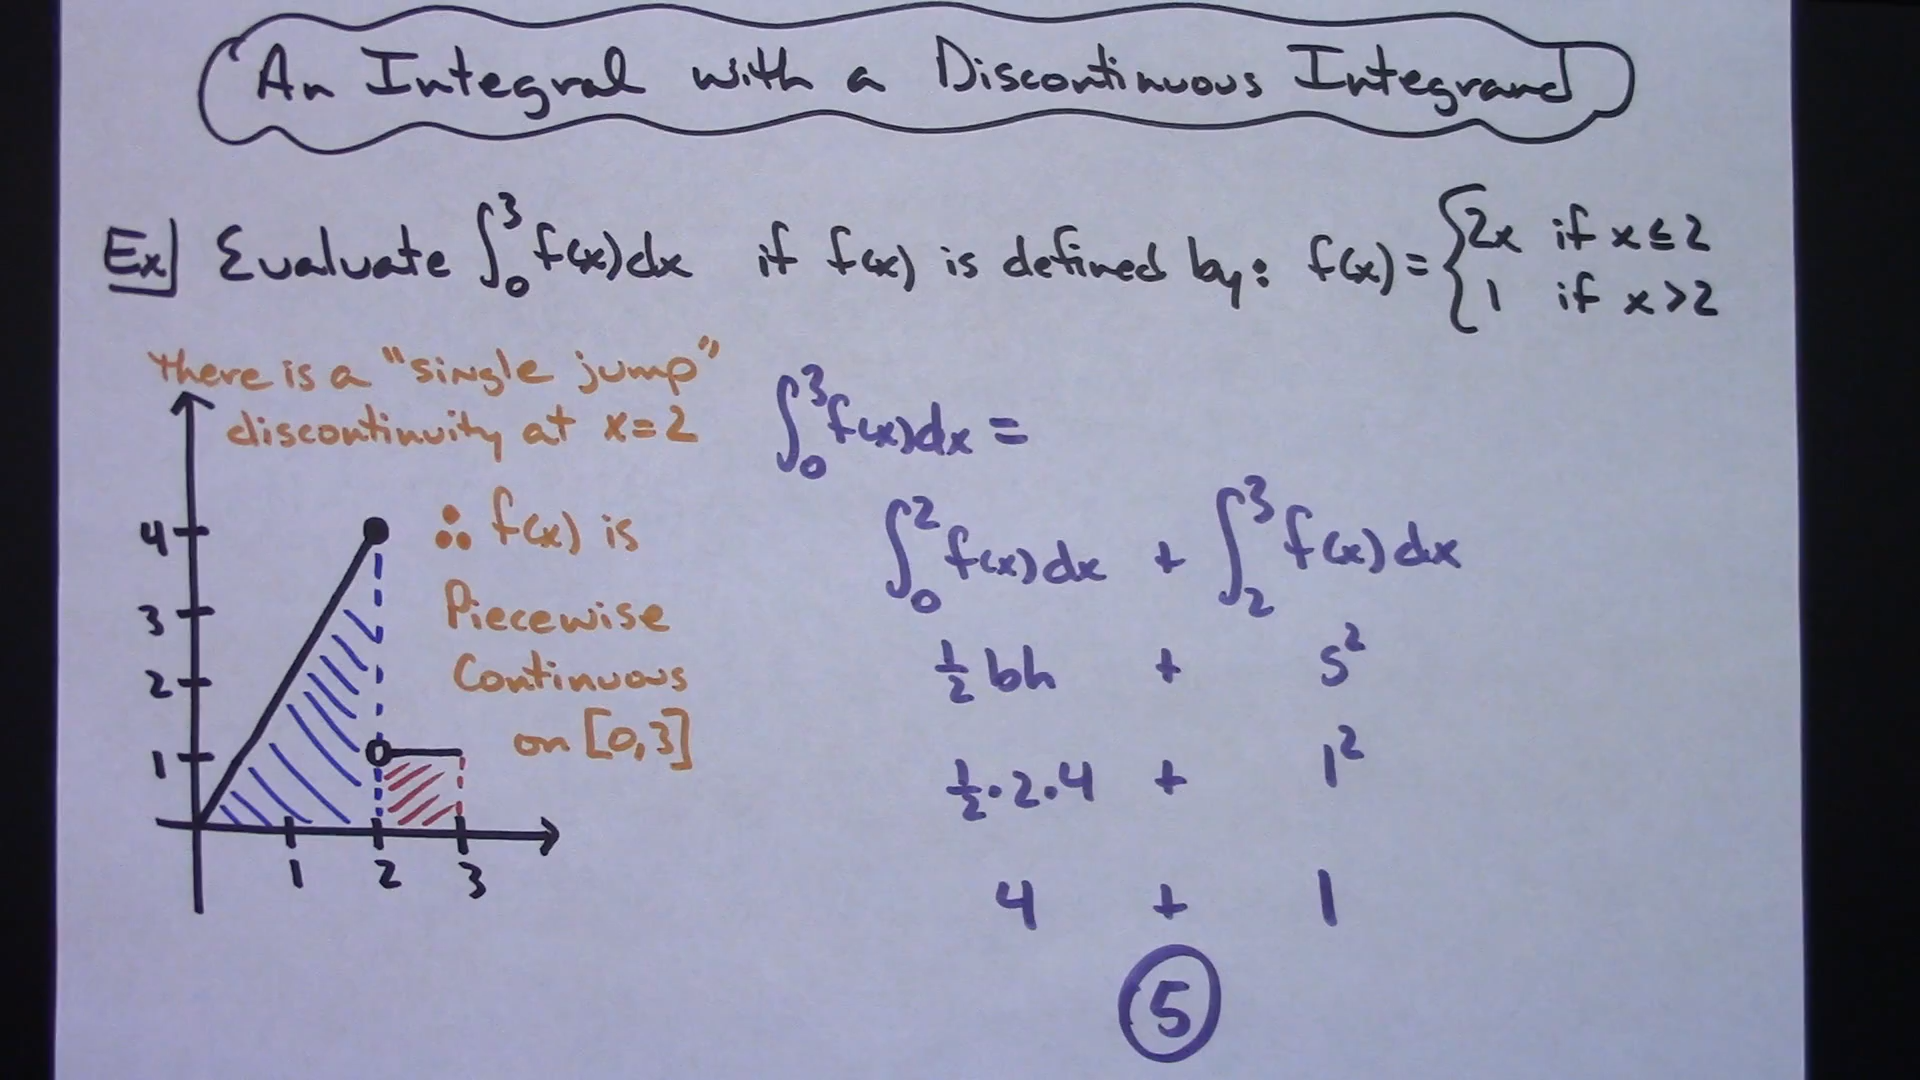 An Integral with a Discontinuous Integrand
Ex Evaluate ∫₀³ f(x)dx if f(x) is defined by: f(x) = { 2x if x ≤ 2
1 if x > 2
there is a "single jump"
discontinuity at x = 2
∴ f(x) is
Piecewise
Continuous
on [0,3]
4
3
2
1
1 2 3
∫₀³ f(x)dx =
∫₀² f(x)dx + ∫₂³ f(x)dx
½ bh + s²
½ · 2 · 4 + 1²
4 + 1
5